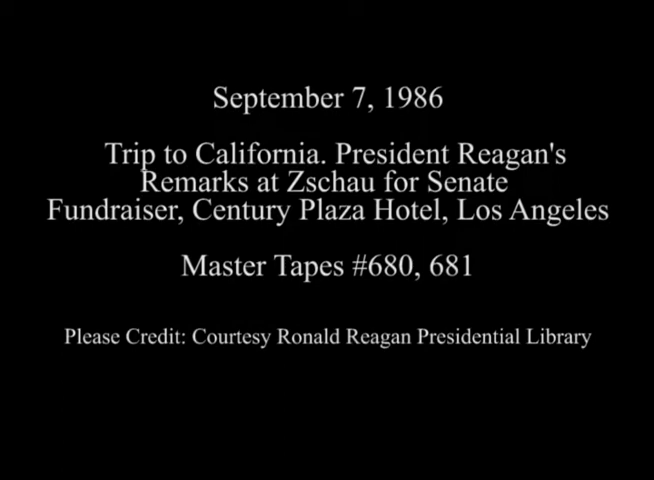 September 7, 1986
Trip to California. President Reagan's
Remarks at Zschau for Senate
Fundraiser, Century Plaza Hotel, Los Angeles
Master Tapes #680, 681
Please Credit: Courtesy Ronald Reagan Presidential Library